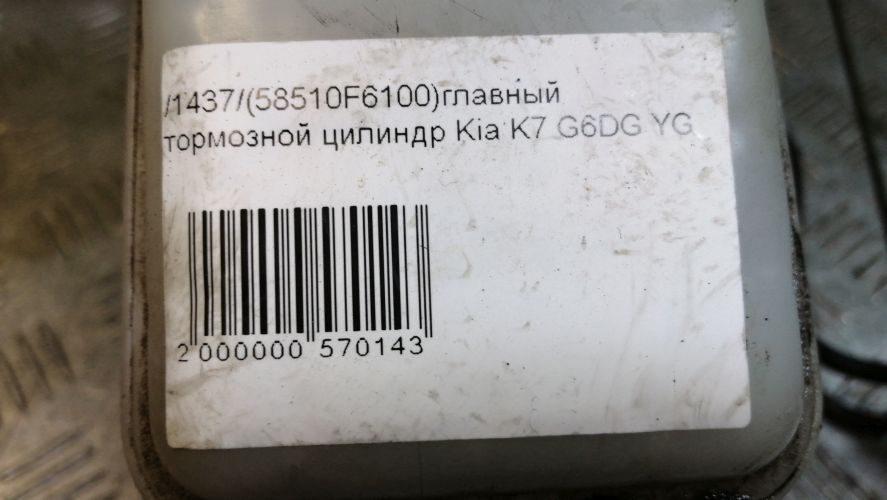 /1437/(58510F6100)главный
тормозной цилиндр Kia K7 G6DG YG
2 000000 570143